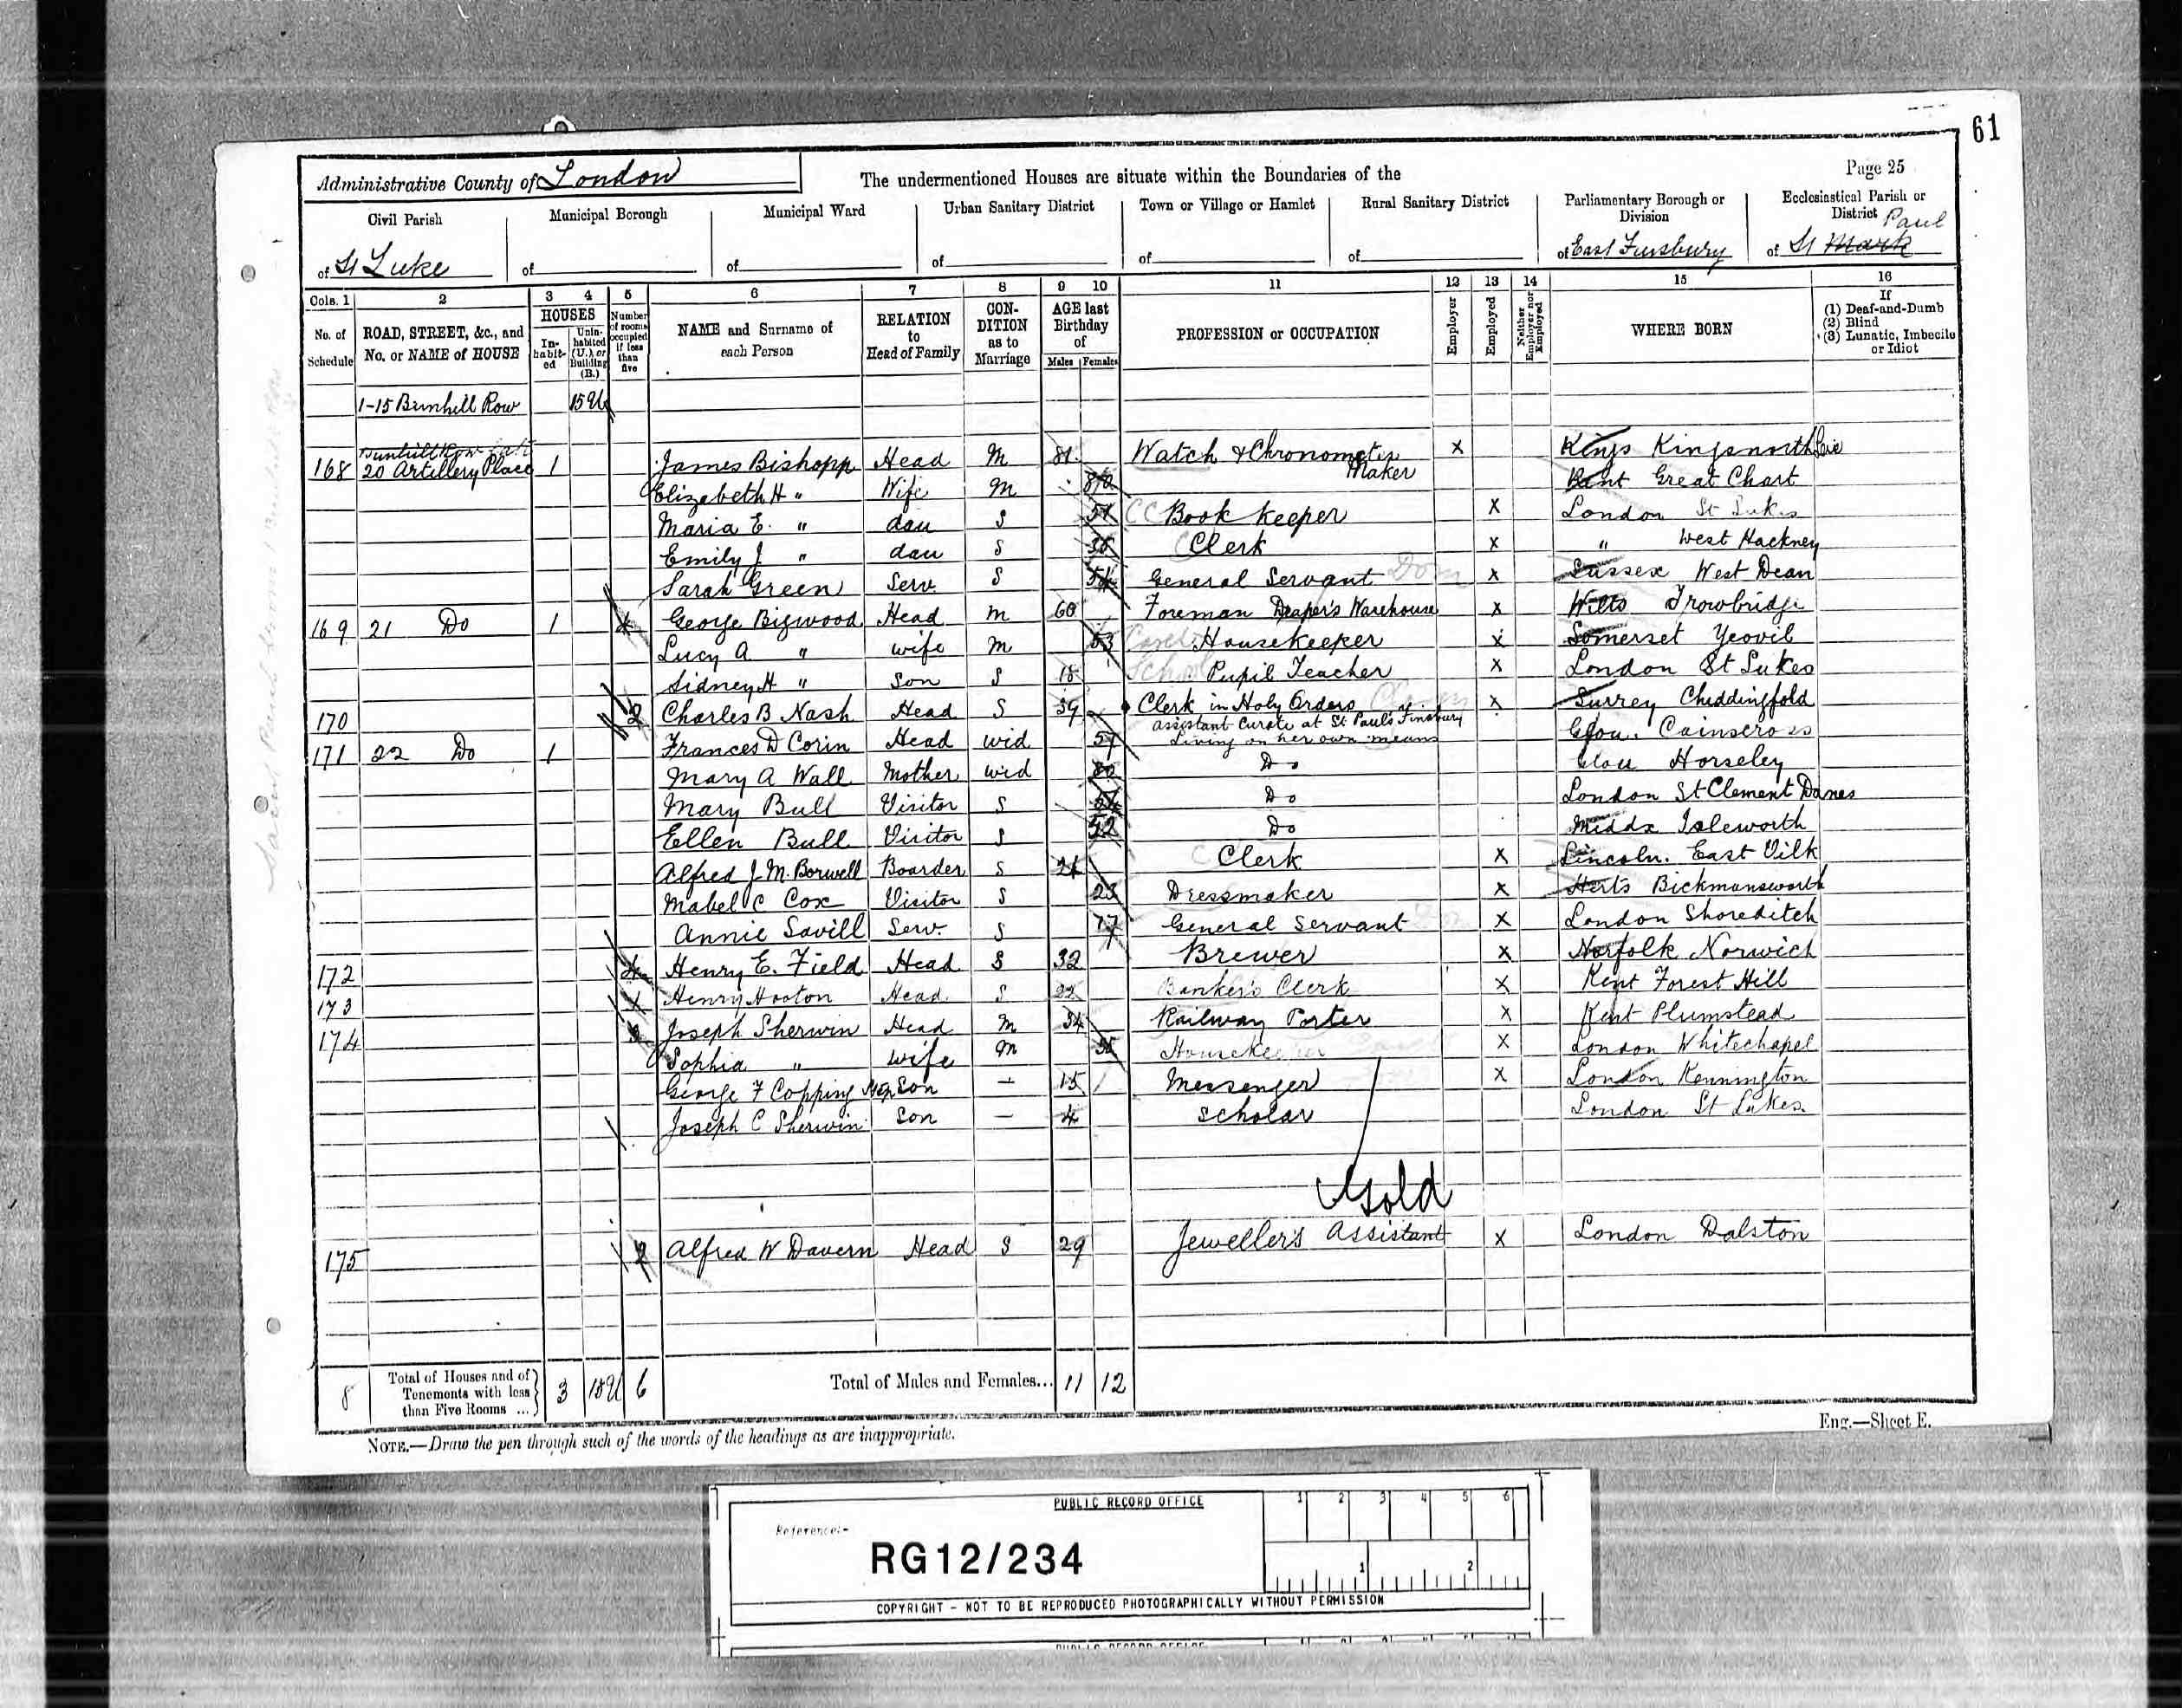 61
Administrative County of London
The undermentioned Houses are situate within the Boundaries of the
Page 25
Civil Parish
of St Luke
Municipal Borough
of
Municipal Ward
of
Urban Sanitary District
of
Town or Village or Hamlet
of
Rural Sanitary District
of
Parliamentary Borough or Division
of East Finsbury
Ecclesiastical Parish or District
of St Mark Paul
Cols. 1 2 3 4 5 6 7 8 9 10 11 12 13 14 15 16
No. of Schedule
ROAD, STREET, &c., and No. or NAME of HOUSE
HOUSES
In-habit-ed
Unin-habited (U.), or Building (B.)
Number of rooms occupied if less than five
NAME and Surname of each Person
RELATION to Head of Family
CON-DITION as to Marriage
AGE last Birthday of
Males Females
PROFESSION or OCCUPATION
Employer
Employed
Neither Employer nor Employed
WHERE BORN
If
(1) Deaf-and-Dumb
(2) Blind
(3) Lunatic, Imbecile or Idiot
1-15 Bunhill Row 15 U
Bunhill Row
168 20 Artillery Place 1 James Bishopp Head M 81 Watch & Chronometer Maker X Kings Kingsnorth
Elizabeth H " Wife M Kent Great Chart
Maria E. " dau S 51 Book keeper X London St Lukes
Emily J " dau S 38 Clerk X " West Hackney
Sarah Green Serv. S 54 General Servant Dom X Sussex West Dean
169 21 Do 1 4 George Bigwood Head M 60 Foreman Draper's Warehouse X Wilts Trowbridge
Lucy A " wife M 53 Housekeeper X Somerset Yeovil
Sidney H " Son S 18 School Pupil Teacher X London St Lukes
170 2 Charles B Nash Head S 39 Clerk in Holy Orders X Surrey Chiddingfold
assistant Curate at St Paul's Finsbury
171 22 Do 1 Frances D Corin Head wid 57 Living on her own means Glou. Cainscross
Mary A Wall Mother wid 80 Do Glou Horseley
Mary Bull Visitor S Do London St Clement Danes
Ellen Bull Visitor S 52 Do Middx Isleworth
Alfred J M. Borwell Boarder S 21 Clerk X Lincoln. East Vilk
Mabel C Cox Visitor S 23 Dressmaker X Herts Bickmansworth
Annie Savill Serv. S 17 General Servant X London Shoreditch
172 4 Henry E. Field Head S 32 Brewer X Norfolk Norwich
173 1 Henry Hooton Head S 22 Banker's Clerk X Kent Forest Hill
174 3 Joseph Sherwin Head M 34 Railway Porter X Kent Plumstead
Sophia " wife M 35 Housekeeper X London Whitechapel
George F Copping Step Son – 15 Messenger X London Kennington
Joseph C Sherwin Son – 4 Scholar London St Lukes.
Gold
175 2 Alfred W Davern Head S 29 Jeweller's Assistant X London Dalston
8 Total of Houses and of Tenements with less than Five Rooms ... 3 15 U 6 Total of Males and Females... 11 12
NOTE.—Draw the pen through such of the words of the headings as are inappropriate.
Eng.—Sheet E.
PUBLIC RECORD OFFICE
Reference:-
RG12/234
1 2 3 4 5 6
1 2
COPYRIGHT - NOT TO BE REPRODUCED PHOTOGRAPHICALLY WITHOUT PERMISSION
PUBLIC RECORD OFFICE